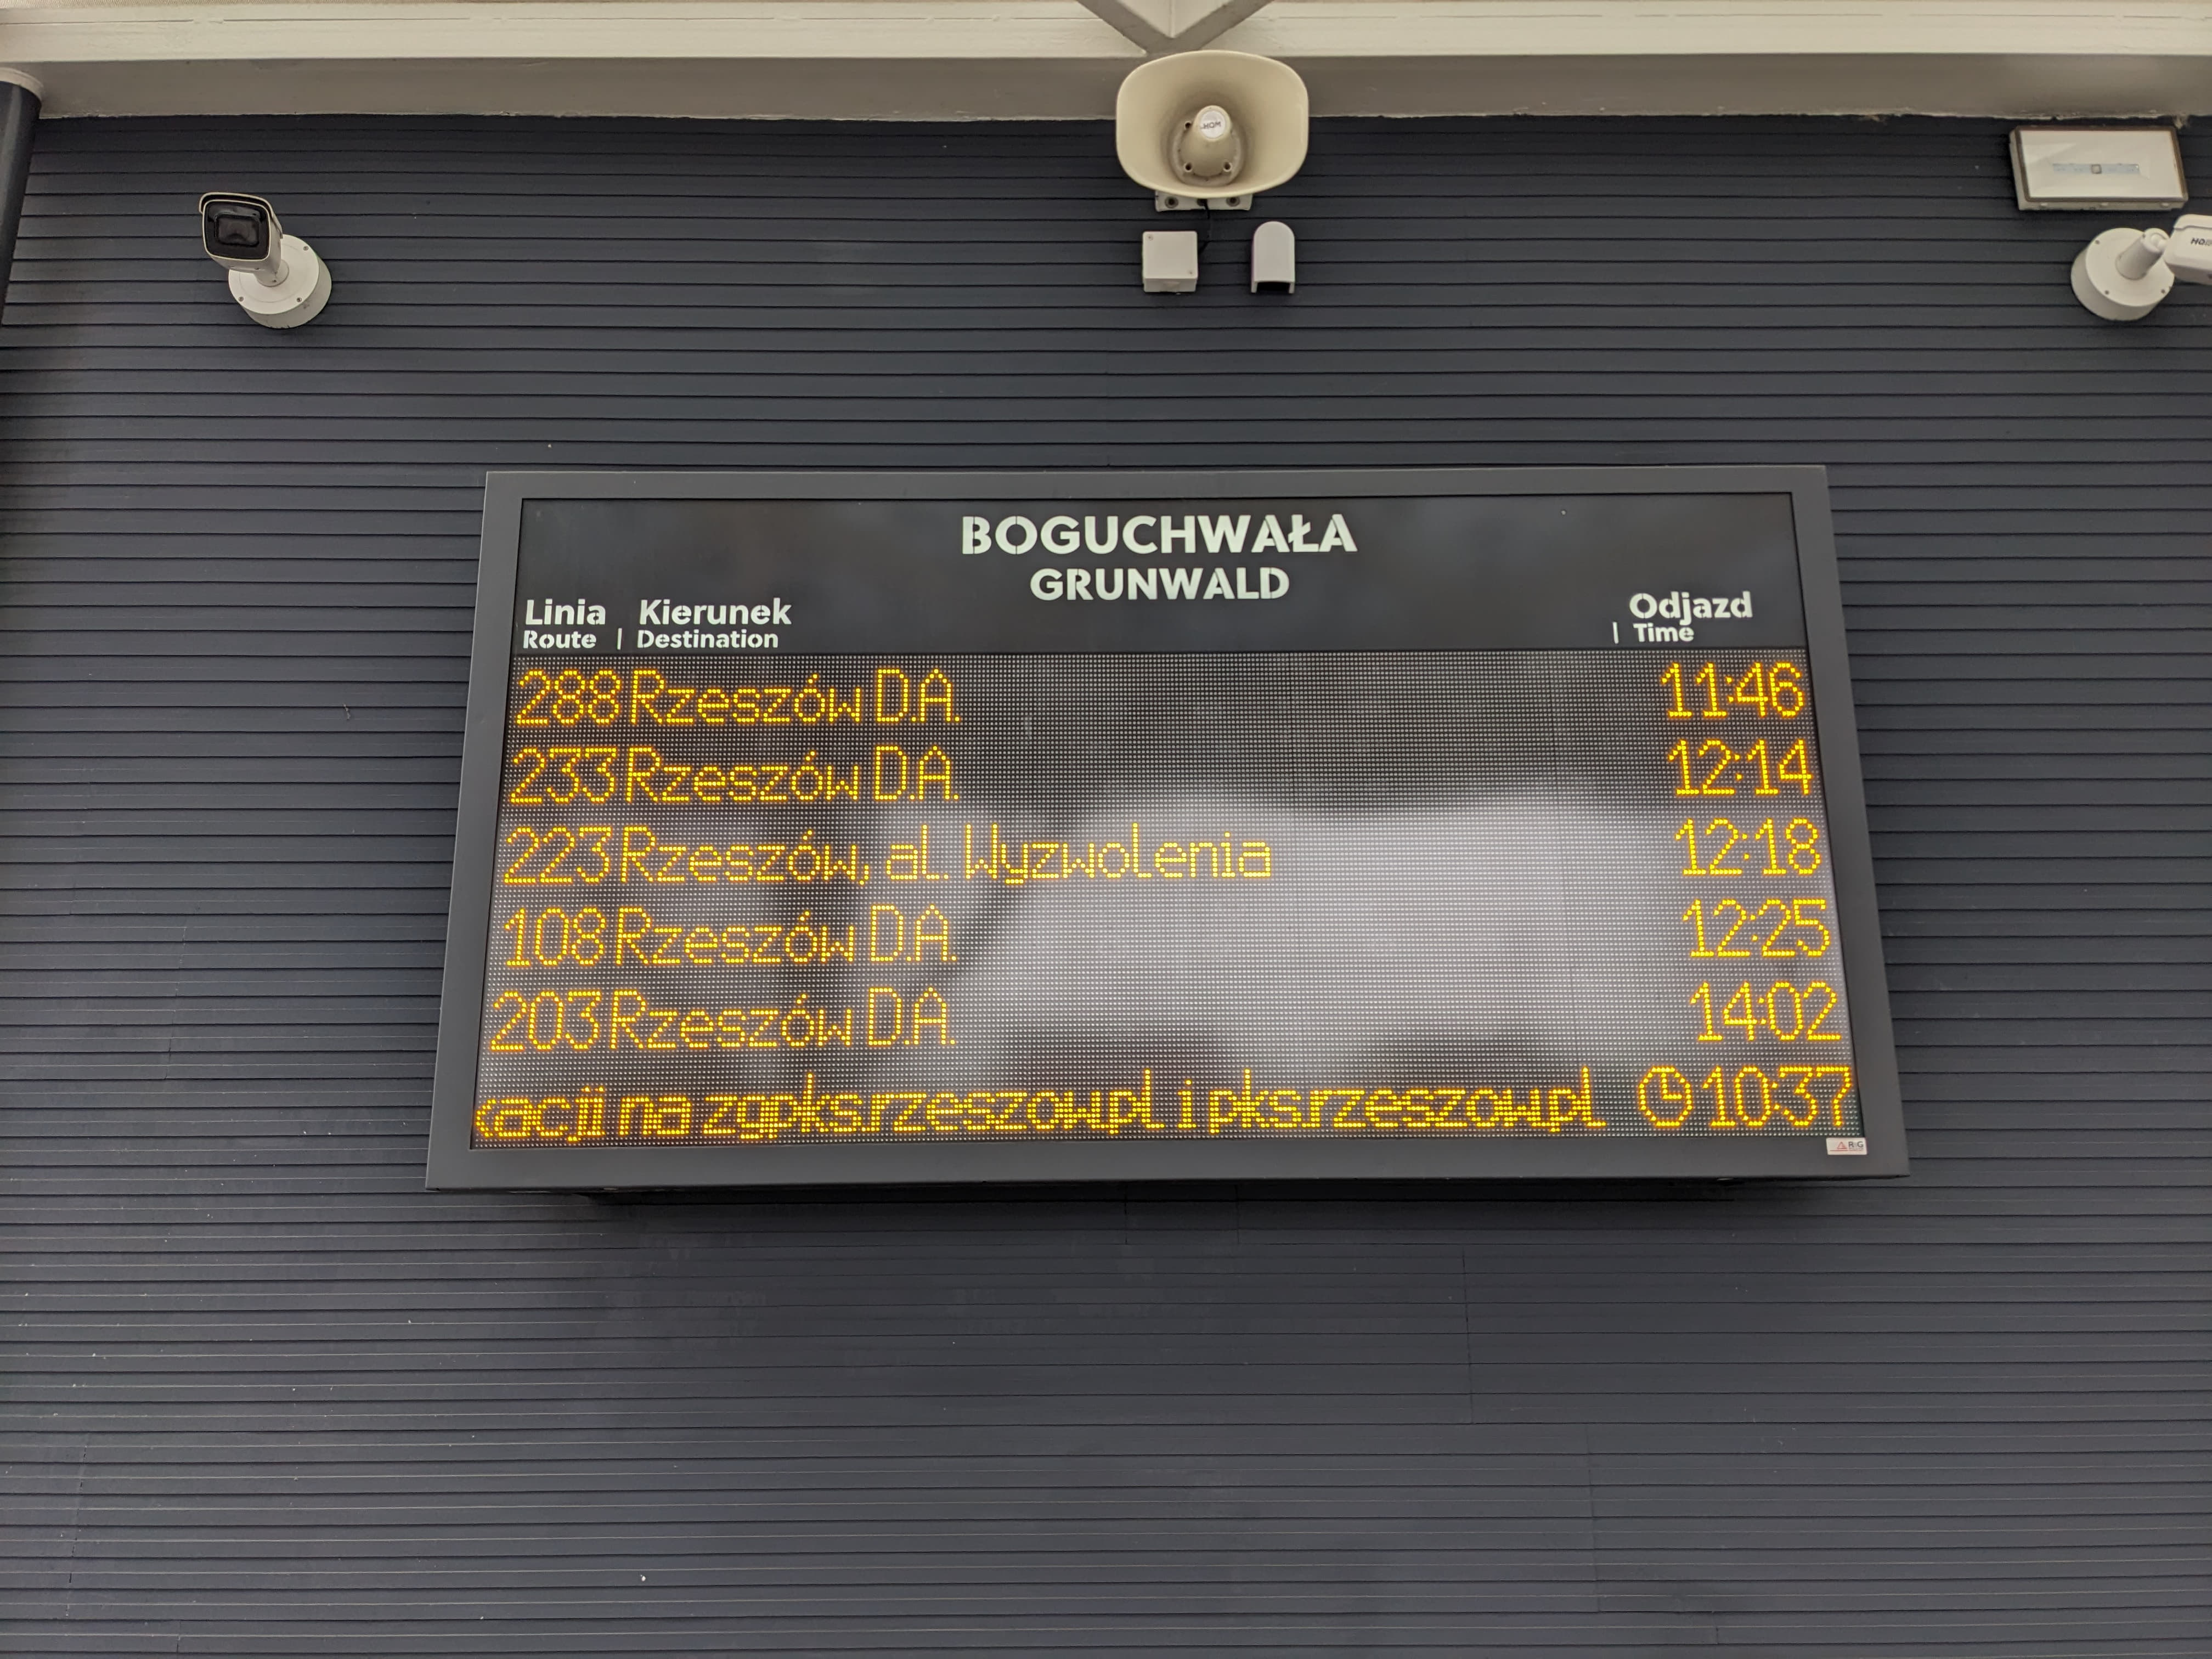 BOGUCHWAŁA
GRUNWALD
Linia Kierunek Odjazd
Route | Destination | Time
288 Rzeszów D.A. 11:46
233 Rzeszów D.A. 12:14
223 Rzeszów, al. Wyzwolenia 12:18
108 Rzeszów D.A. 12:25
203 Rzeszów D.A. 14:02
kacji na zgpks.rzeszow.pl i pks.rzeszow.pl 10:37